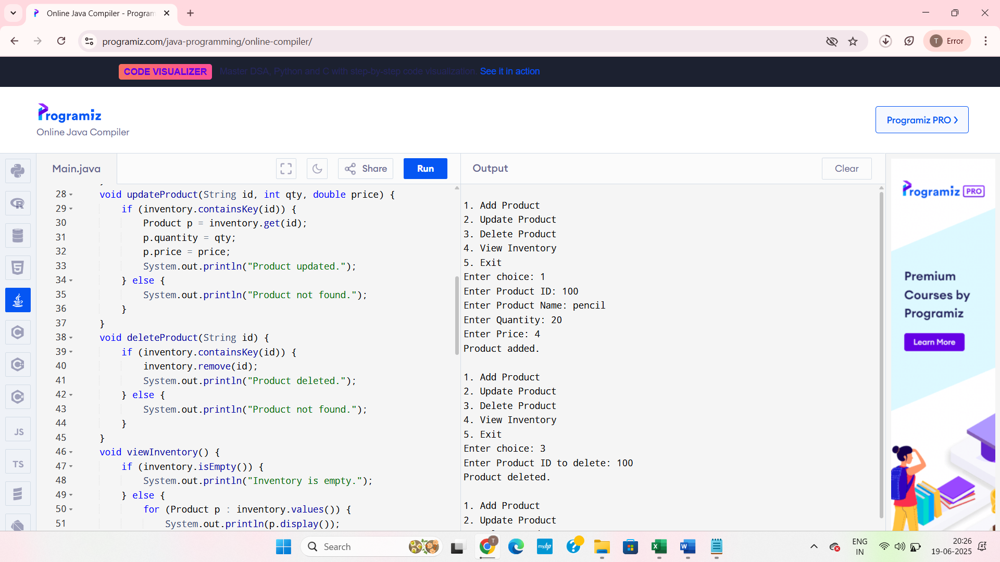 Online Java Compiler - Program
programiz.com/java-programming/online-compiler/
T Error
CODE VISUALIZER Master DSA, Python and C with step-by-step code visualization. See it in action
Programiz
Online Java Compiler
Programiz PRO
Main.java
Share
Run
Output
Clear
28 void updateProduct(String id, int qty, double price) {
29 if (inventory.containsKey(id)) {
30 Product p = inventory.get(id);
31 p.quantity = qty;
32 p.price = price;
33 System.out.println("Product updated.");
34 } else {
35 System.out.println("Product not found.");
36 }
37 }
38 void deleteProduct(String id) {
39 if (inventory.containsKey(id)) {
40 inventory.remove(id);
41 System.out.println("Product deleted.");
42 } else {
43 System.out.println("Product not found.");
44 }
45 }
46 void viewInventory() {
47 if (inventory.isEmpty()) {
48 System.out.println("Inventory is empty.");
49 } else {
50 for (Product p : inventory.values()) {
51 System.out.println(p.display());
1. Add Product
2. Update Product
3. Delete Product
4. View Inventory
5. Exit
Enter choice: 1
Enter Product ID: 100
Enter Product Name: pencil
Enter Quantity: 20
Enter Price: 4
Product added.
1. Add Product
2. Update Product
3. Delete Product
4. View Inventory
5. Exit
Enter choice: 3
Enter Product ID to delete: 100
Product deleted.
1. Add Product
2. Update Product
Programiz PRO
Premium
Courses by
Programiz
Learn More
R
C
C
C
JS
TS
Search
T
myhp
ENG
IN
20:26
19-06-2025